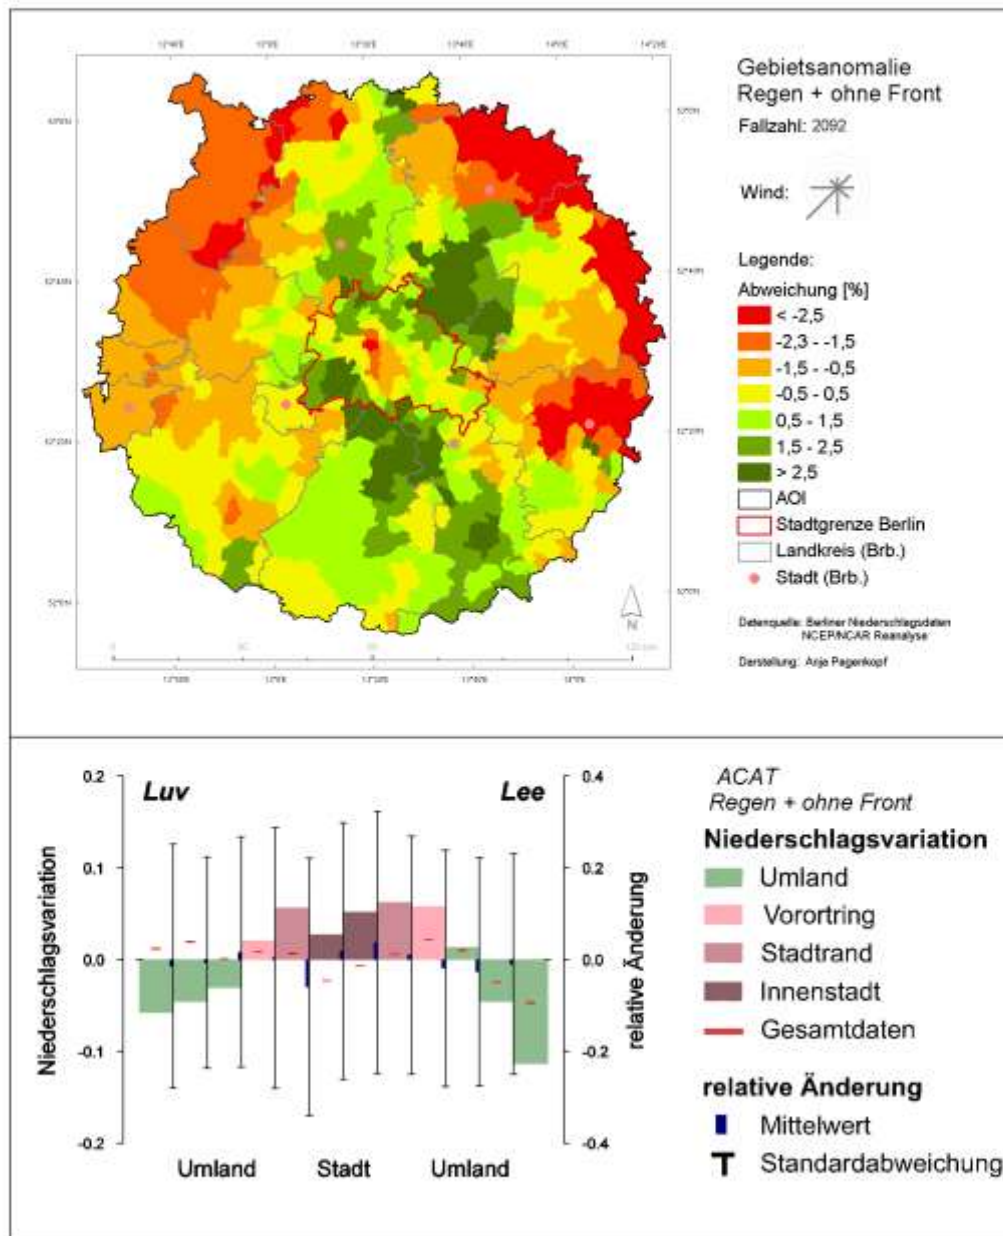 Gebietsanomalie
Regen + ohne Front
Fallzahl: 2092
Wind:
Legende:
Abweichung [%]
< -2,5
-2,3 - -1,5
-1,5 - -0,5
-0,5 - 0,5
0,5 - 1,5
1,5 - 2,5
> 2,5
AOI
Stadtgrenze Berlin
Landkreis (Brb.)
Stadt (Brb.)
N
Datenquelle: Berliner Niederschlagsdaten
NCEP/NCAR Reanalyse
Darstellung: Anja Pagenkopf
Luv
Lee
Niederschlagsvariation
0.2
0.1
0.0
-0.1
-0.2
relative Änderung
0.4
0.2
0.0
-0.2
-0.4
Umland
Stadt
Umland
ACAT
Regen + ohne Front
Niederschlagsvariation
Umland
Vorortring
Stadtrand
Innenstadt
Gesamtdaten
relative Änderung
Mittelwert
Standardabweichung